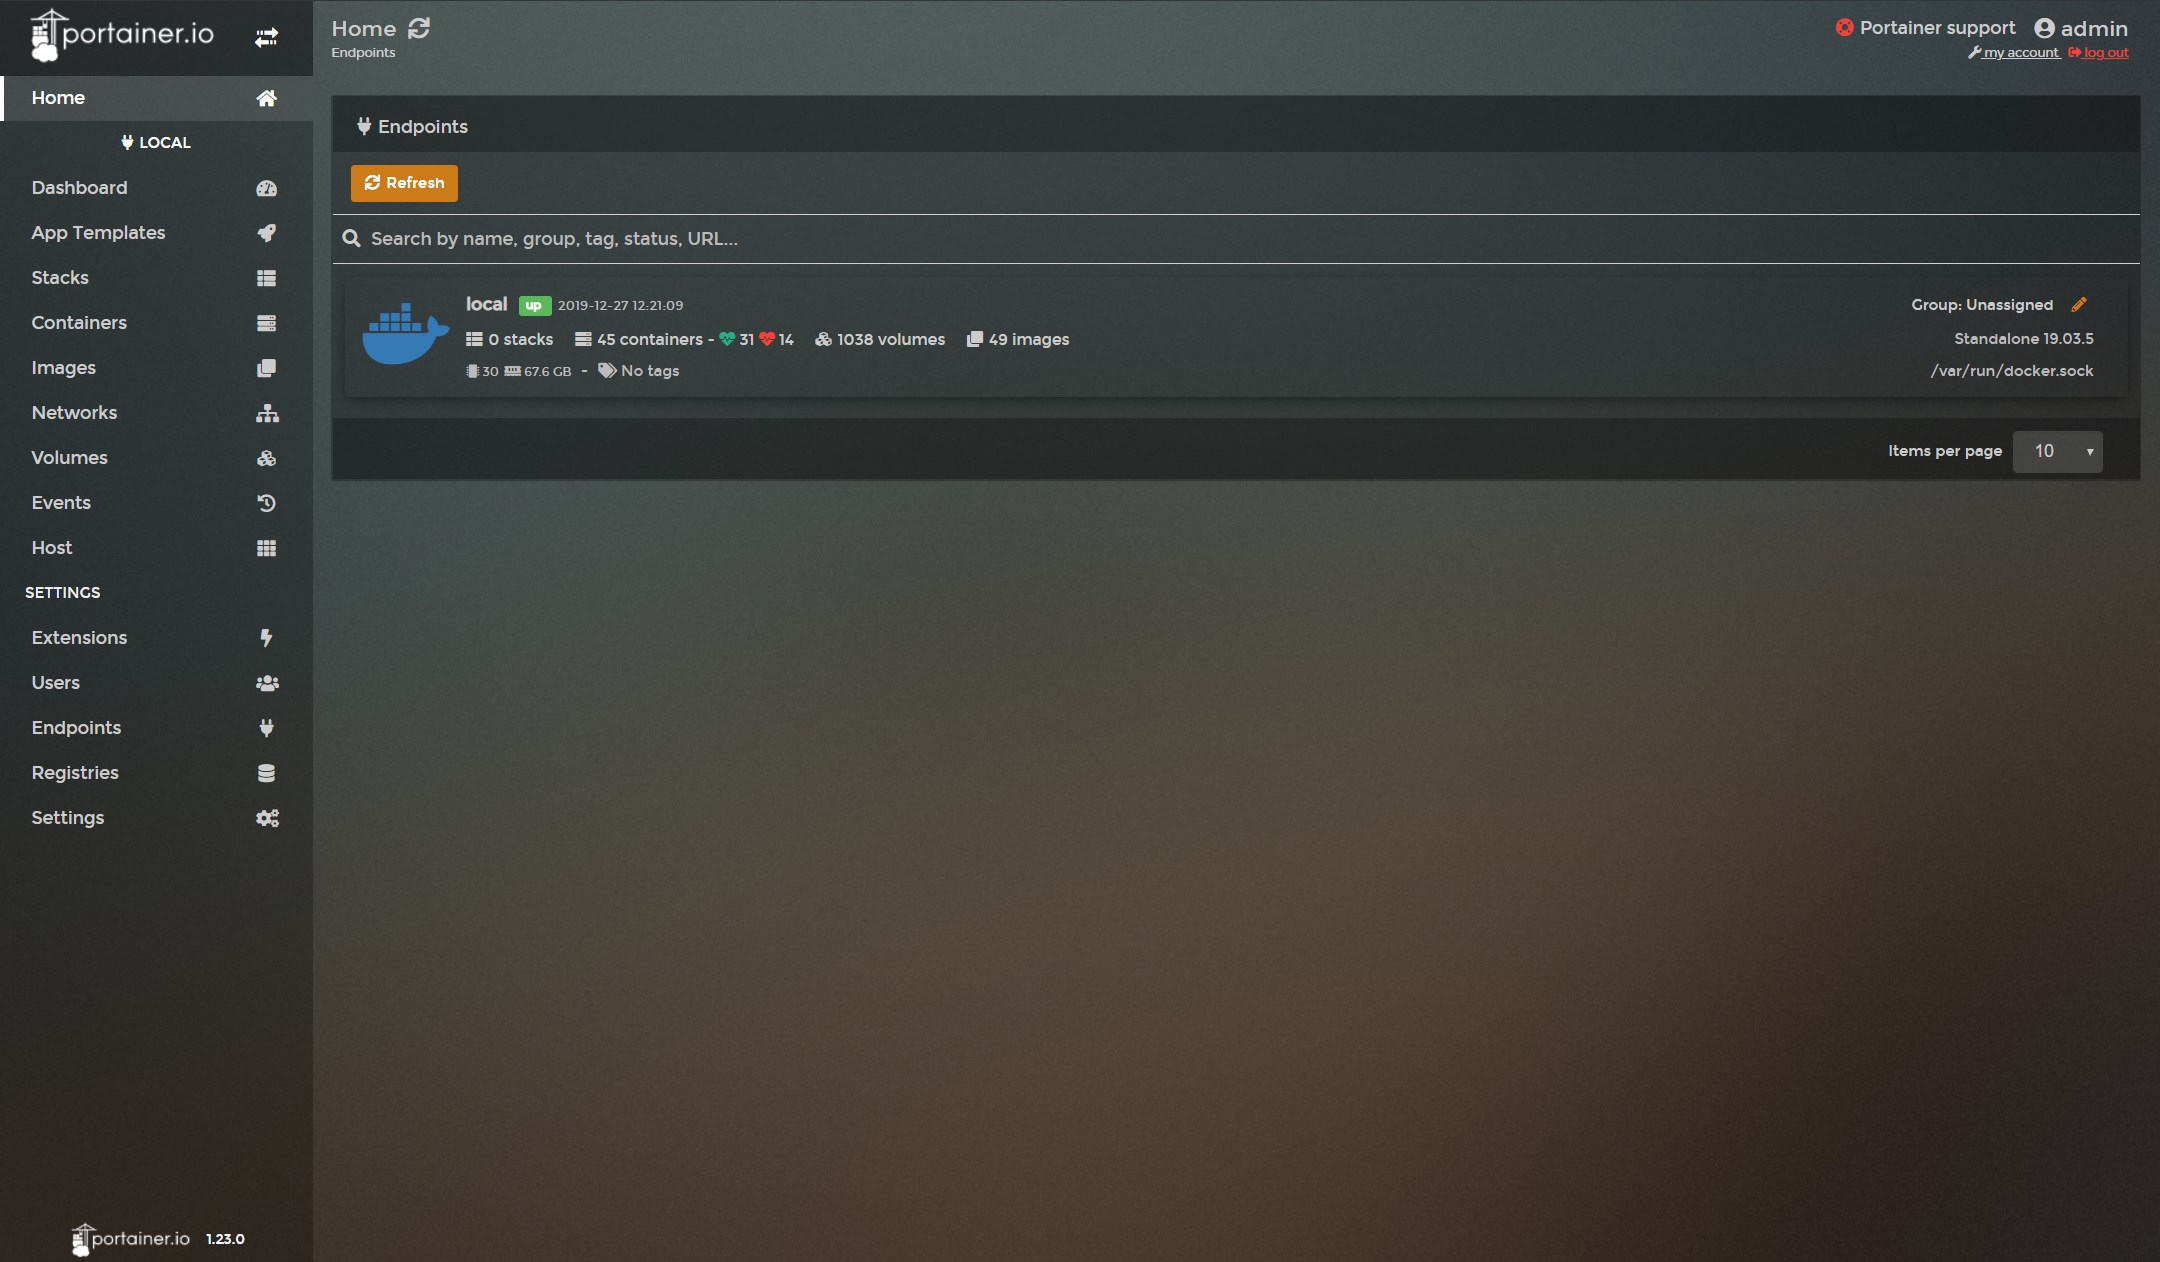 portainer.io
Home
LOCAL
Dashboard
App Templates
Stacks
Containers
Images
Networks
Volumes
Events
Host
SETTINGS
Extensions
Users
Endpoints
Registries
Settings
portainer.io 1.23.0
Home
Endpoints
Portainer support admin
my account log out
Endpoints
Refresh
Search by name, group, tag, status, URL...
local up 2019-12-27 12:21:09
Group: Unassigned
0 stacks 45 containers - 31 14 1038 volumes 49 images
Standalone 19.03.5
30 67.6 GB - No tags
/var/run/docker.sock
Items per page 10